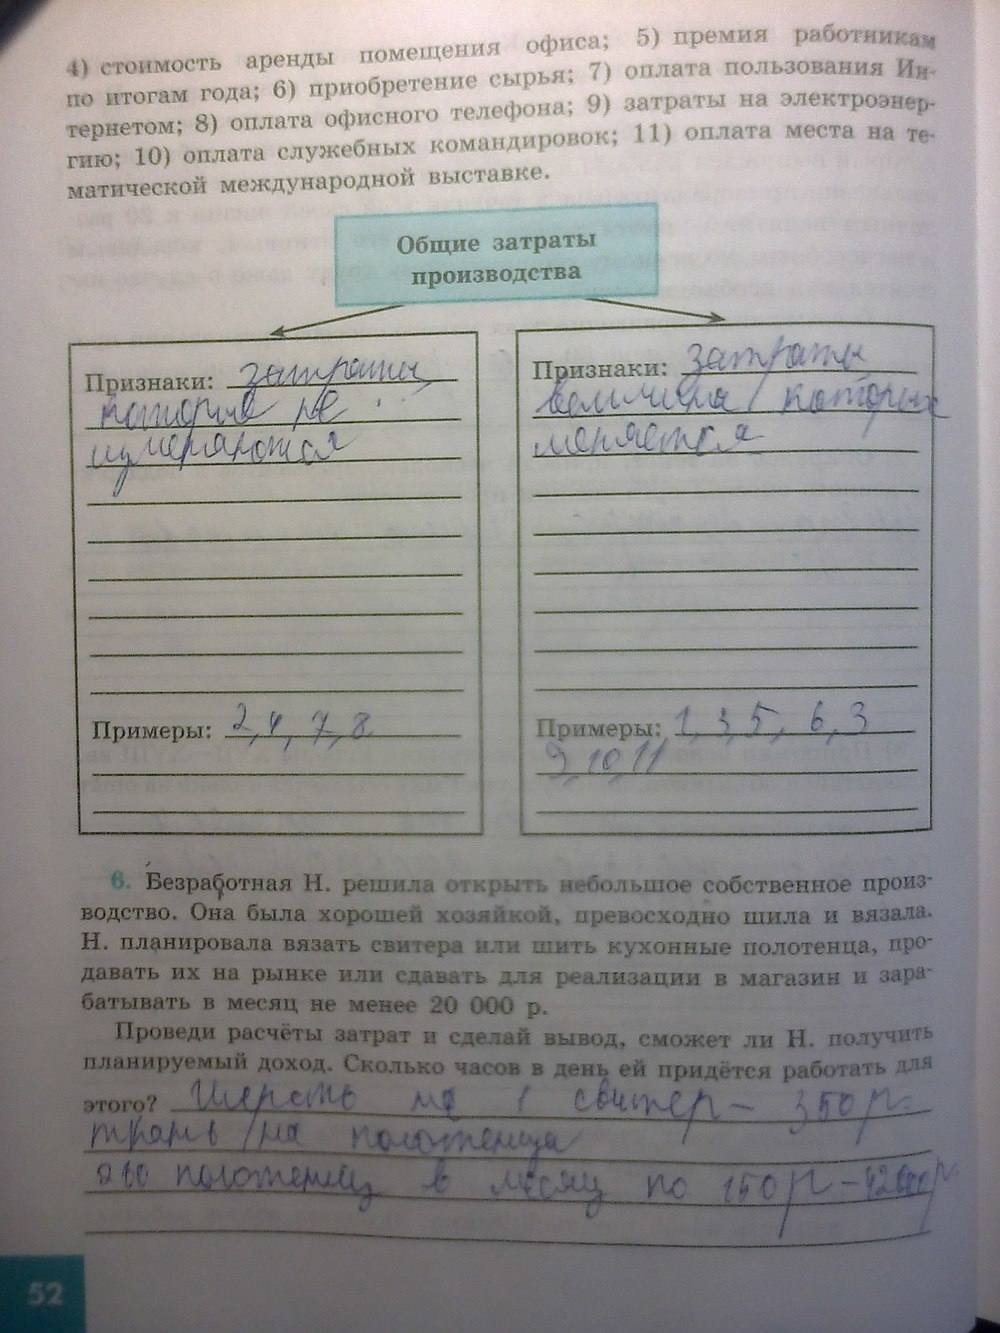 4) стоимость аренды помещения офиса; 5) премия работникам
по итогам года; 6) приобретение сырья; 7) оплата пользования Ин-
тернетом; 8) оплата офисного телефона; 9) затраты на электроэнер-
гию; 10) оплата служебных командировок; 11) оплата места на те-
матической международной выставке.
Общие затраты
производства
Признаки: затраты
которые не
измеряются
Примеры: 2, 4, 7, 8
Признаки: затраты
величина которых
меняется
Примеры: 1, 3, 5, 6, 3
9, 10, 11
6. Безработная Н. решила открыть небольшое собственное произ-
водство. Она была хорошей хозяйкой, превосходно шила и вязала.
Н. планировала вязать свитера или шить кухонные полотенца, про-
давать их на рынке или сдавать для реализации в магазин и зара-
батывать в месяц не менее 20 000 р.
Проведи расчёты затрат и сделай вывод, сможет ли Н. получить
планируемый доход. Сколько часов в день ей придётся работать для
этого? Шерсть на 1 свитер - 350 р.
ткань на полотенца
полотенец в месяц по 150 р -
52